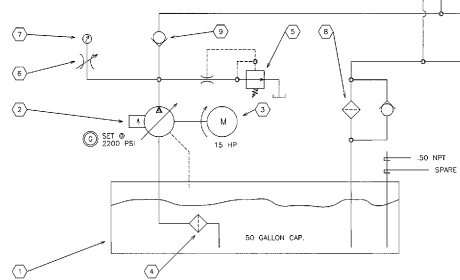 7
9
5
8
6
2
3
G SET @
2200 PSI
M
15 HP
.50 NPT
SPARE
50 GALLON CAP.
1
4